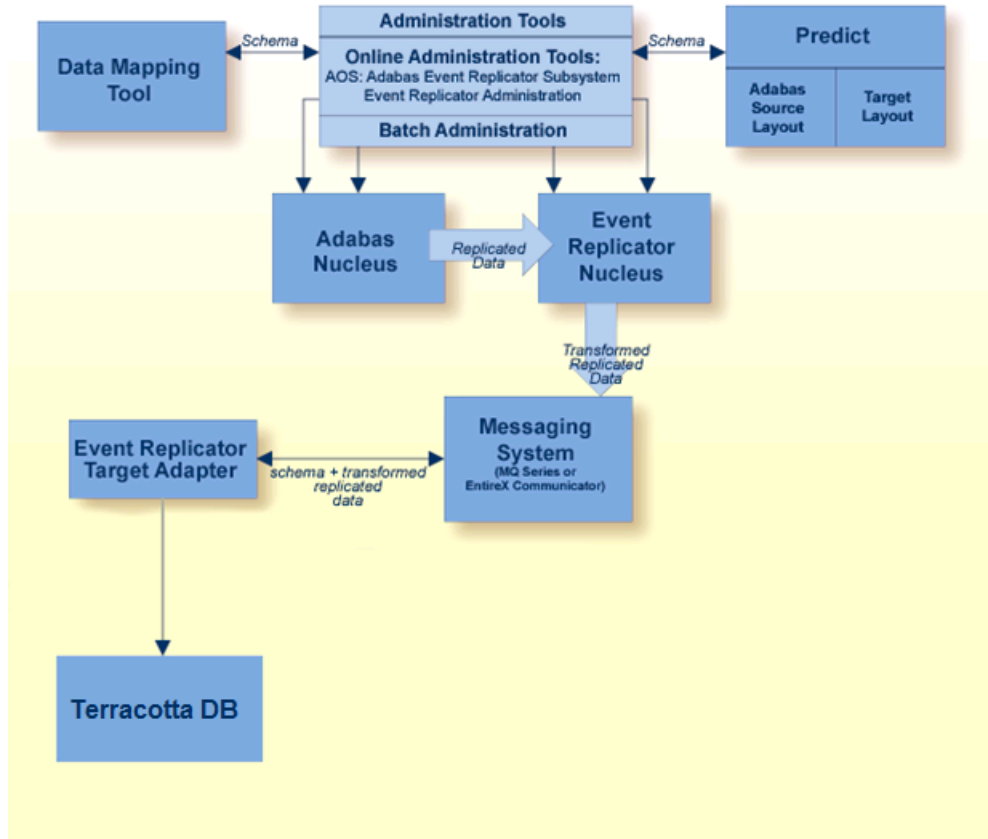 Administration Tools
Schema
Online Administration Tools:
AOS: Adabas Event Replicator Subsystem
Event Replicator Administration
Batch Administration
Schema
Data Mapping
Tool
Predict
Adabas
Source
Layout
Target
Layout
Adabas
Nucleus
Replicated
Data
Event
Replicator
Nucleus
Transformed
Replicated
Data
Messaging
System
(MQ Series or
EntireX Communicator)
Event Replicator
Target Adapter
schema + transformed
replicated
data
Terracotta DB